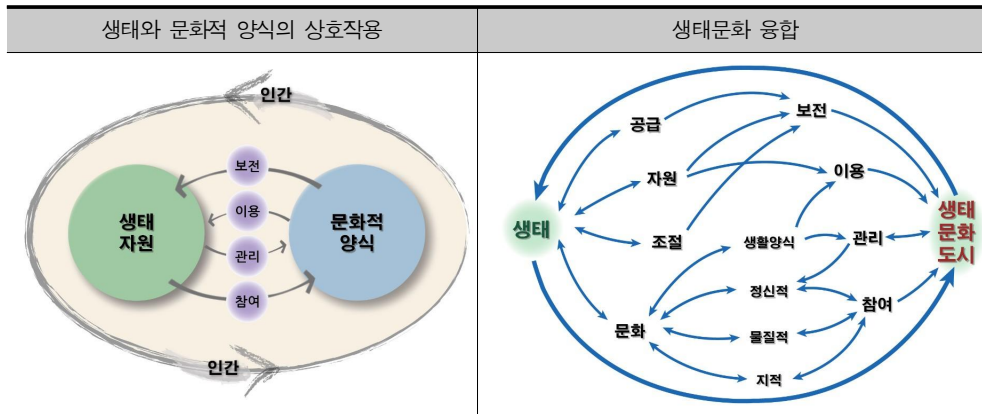 생태와 문화적 양식의 상호작용
생태문화 융합
인간
보전
이용
관리
참여
생태
자원
문화적
양식
인간
공급
보전
자원
이용
생태
조절
생활양식
관리
생태
문화
도시
정신적
참여
문화
물질적
지적